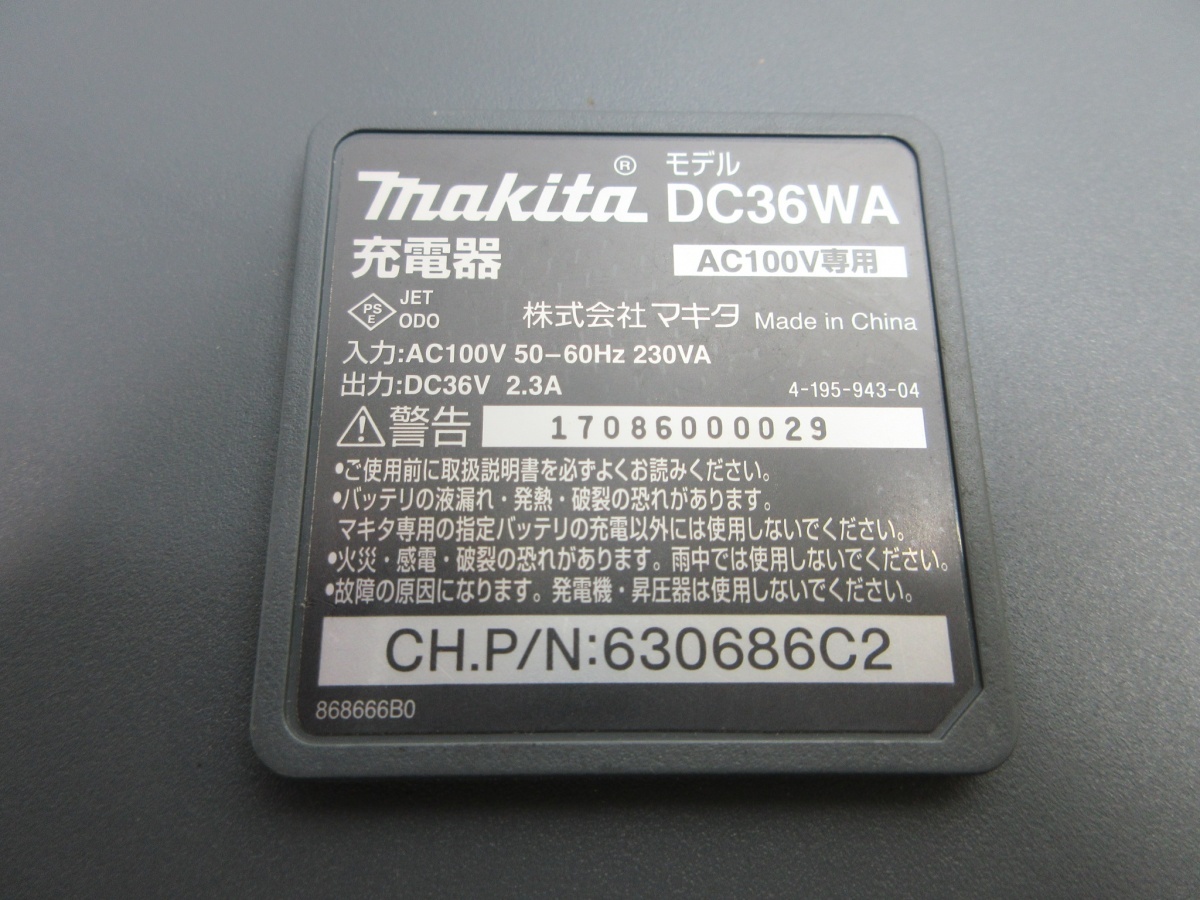 makita® モデル
DC36WA
充電器 AC100V専用
PSE JET
ODO 株式会社マキタ Made in China
入力:AC100V 50–60Hz 230VA
出力:DC36V 2.3A 4-195-943-04
警告 17086000029
•ご使用前に取扱説明書を必ずよくお読みください。
•バッテリの液漏れ・発熱・破裂の恐れがあります。
マキタ専用の指定バッテリの充電以外には使用しないでください。
•火災・感電・破裂の恐れがあります。雨中では使用しないでください。
•故障の原因になります。発電機・昇圧器は使用しないでください。
CH.P/N:630686C2
868666B0